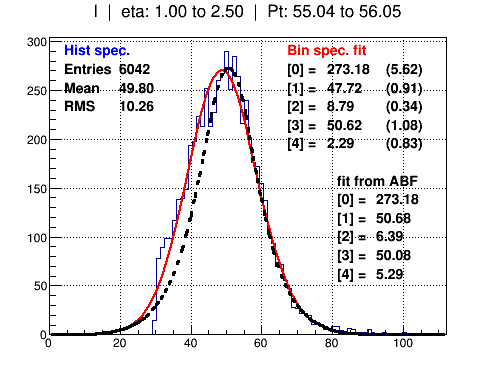 I | eta: 1.00 to 2.50 | Pt: 55.04 to 56.05
Hist spec.
Entries 6042
Mean 49.80
RMS 10.26
Bin spec. fit
[0] = 273.18 (5.62)
[1] = 47.72 (0.91)
[2] = 8.79 (0.34)
[3] = 50.62 (1.08)
[4] = 2.29 (0.83)
fit from ABF
[0] = 273.18
[1] = 50.68
[2] = 6.39
[3] = 50.08
[4] = 5.29
300
250
200
150
100
50
0
0 20 40 60 80 100